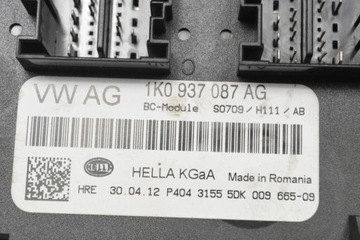 VW AG 1K0 937 087 AG
BC-Module S0709 / H111 / AB
HELLA
HELLA KGaA Made in Romania
HRE 30.04.12 P404 3155 5DK 009 665-09